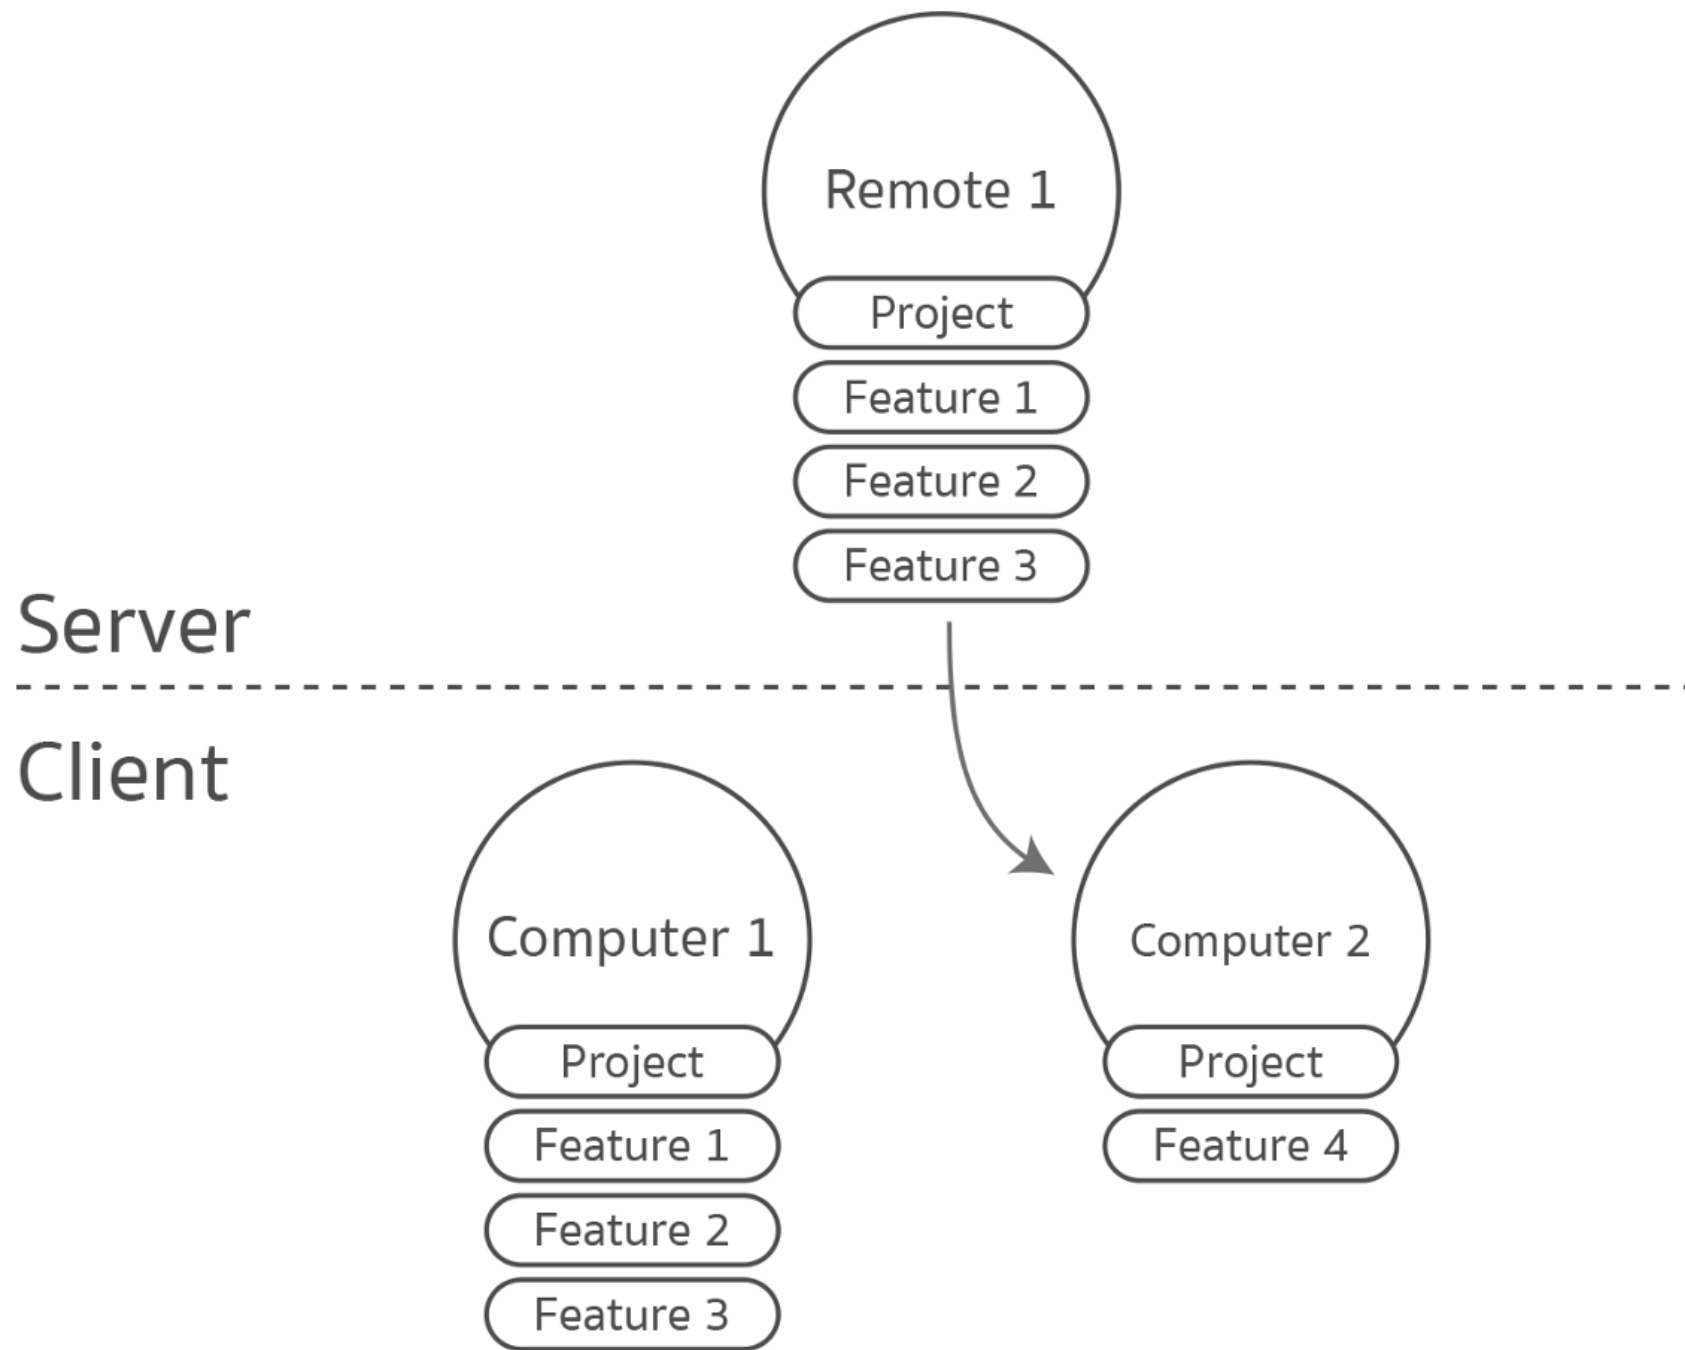 Remote 1
Project
Feature 1
Feature 2
Feature 3
Server
Client
Computer 1
Project
Feature 1
Feature 2
Feature 3
Computer 2
Project
Feature 4